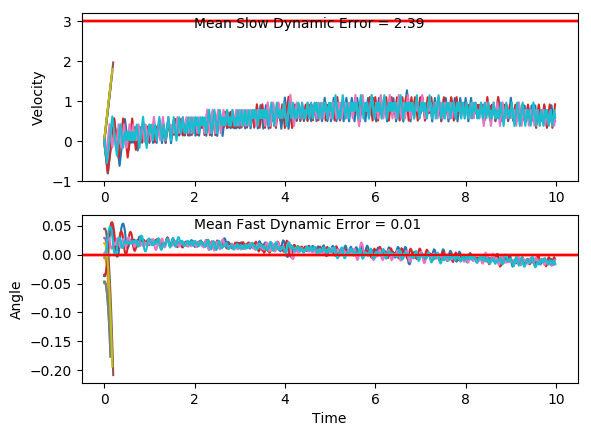 3
Mean Slow Dynamic Error = 2.39
2
1
0
−1
Velocity
0 2 4 6 8 10
0.05
Mean Fast Dynamic Error = 0.01
0.00
−0.05
−0.10
−0.15
−0.20
Angle
0 2 4 6 8 10
Time